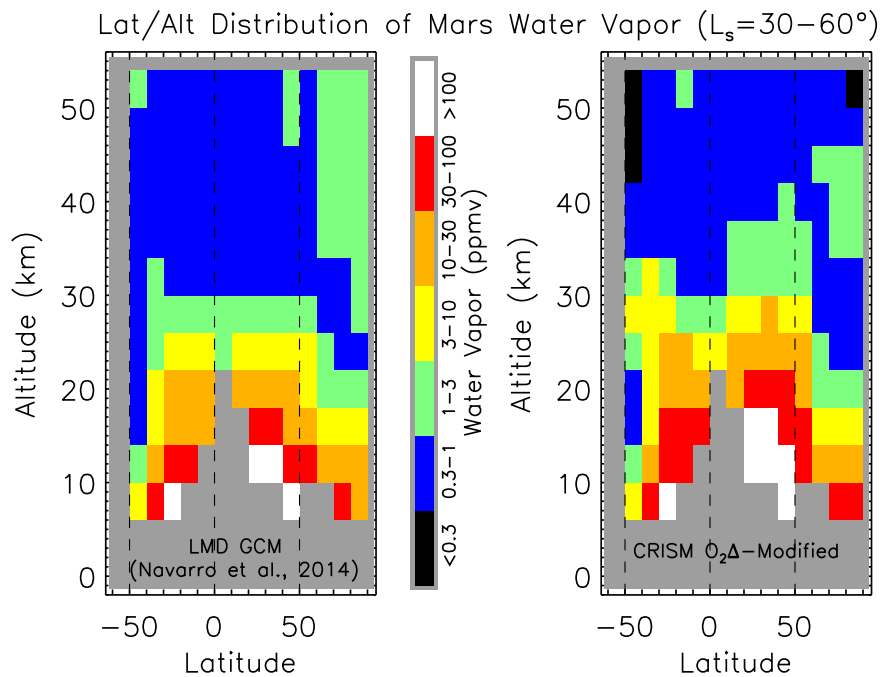 Lat/Alt Distribution of Mars Water Vapor (Lₛ=30−60°)
Altitude (km)
50
40
30
20
10
0
LMD GCM
(Navarro et al., 2014)
−50 0 50
Latitude
>100
30−100
10−30
3−10
1−3
0.3−1
<0.3
Water Vapor (ppmv)
Altitide (km)
50
40
30
20
10
0
CRISM O₂Δ−Modified
−50 0 50
Latitude